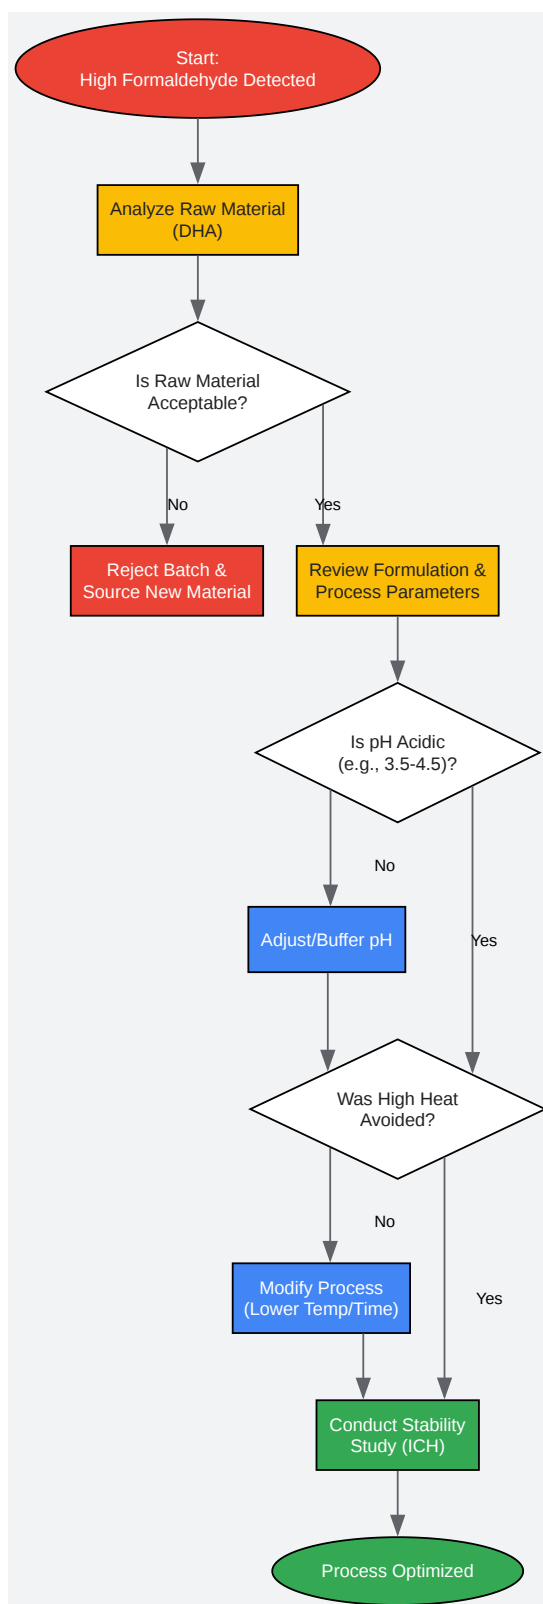 Start:
High Formaldehyde Detected
Analyze Raw Material
(DHA)
Is Raw Material
Acceptable?
No
Yes
Reject Batch &
Source New Material
Review Formulation &
Process Parameters
Is pH Acidic
(e.g., 3.5-4.5)?
No
Adjust/Buffer pH
Yes
Was High Heat
Avoided?
No
Modify Process
(Lower Temp/Time)
Yes
Conduct Stability
Study (ICH)
Process Optimized